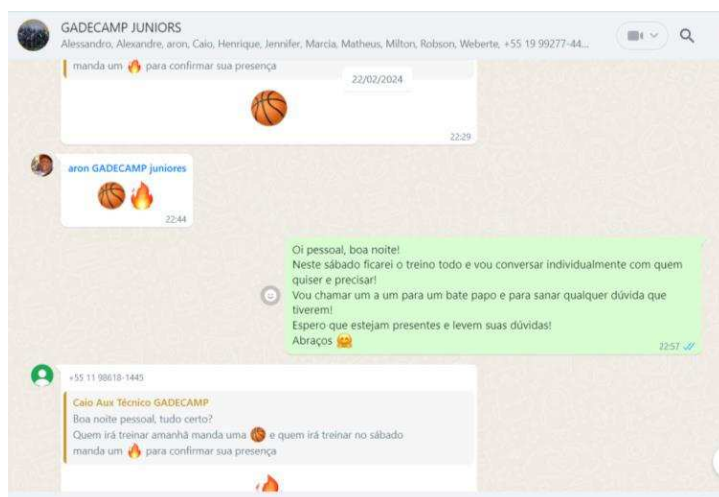 GADECAMP JUNIORS
Alessandro, Alexandre, aron, Caio, Henrique, Jennifer, Marcia, Matheus, Milton, Robson, Weberte, +55 19 99277-44...
manda um 🔥 para confirmar sua presença
22/02/2024
🏀
22:29
aron GADECAMP juniores
🏀🔥
22:44
Oi pessoal, boa noite!
Neste sábado ficarei o treino todo e vou conversar individualmente com quem
quiser e precisar!
Vou chamar um a um para um bate papo e para sanar qualquer dúvida que
tiverem!
Espero que estejam presentes e levem suas dúvidas!
Abraços 🤗
22:57
+55 11 98618-1445
Caio Aux Técnico GADECAMP
Boa noite pessoal, tudo certo?
Quem irá treinar amanhã manda uma 🏀 e quem irá treinar no sábado
manda um 🔥 para confirmar sua presença
🔥